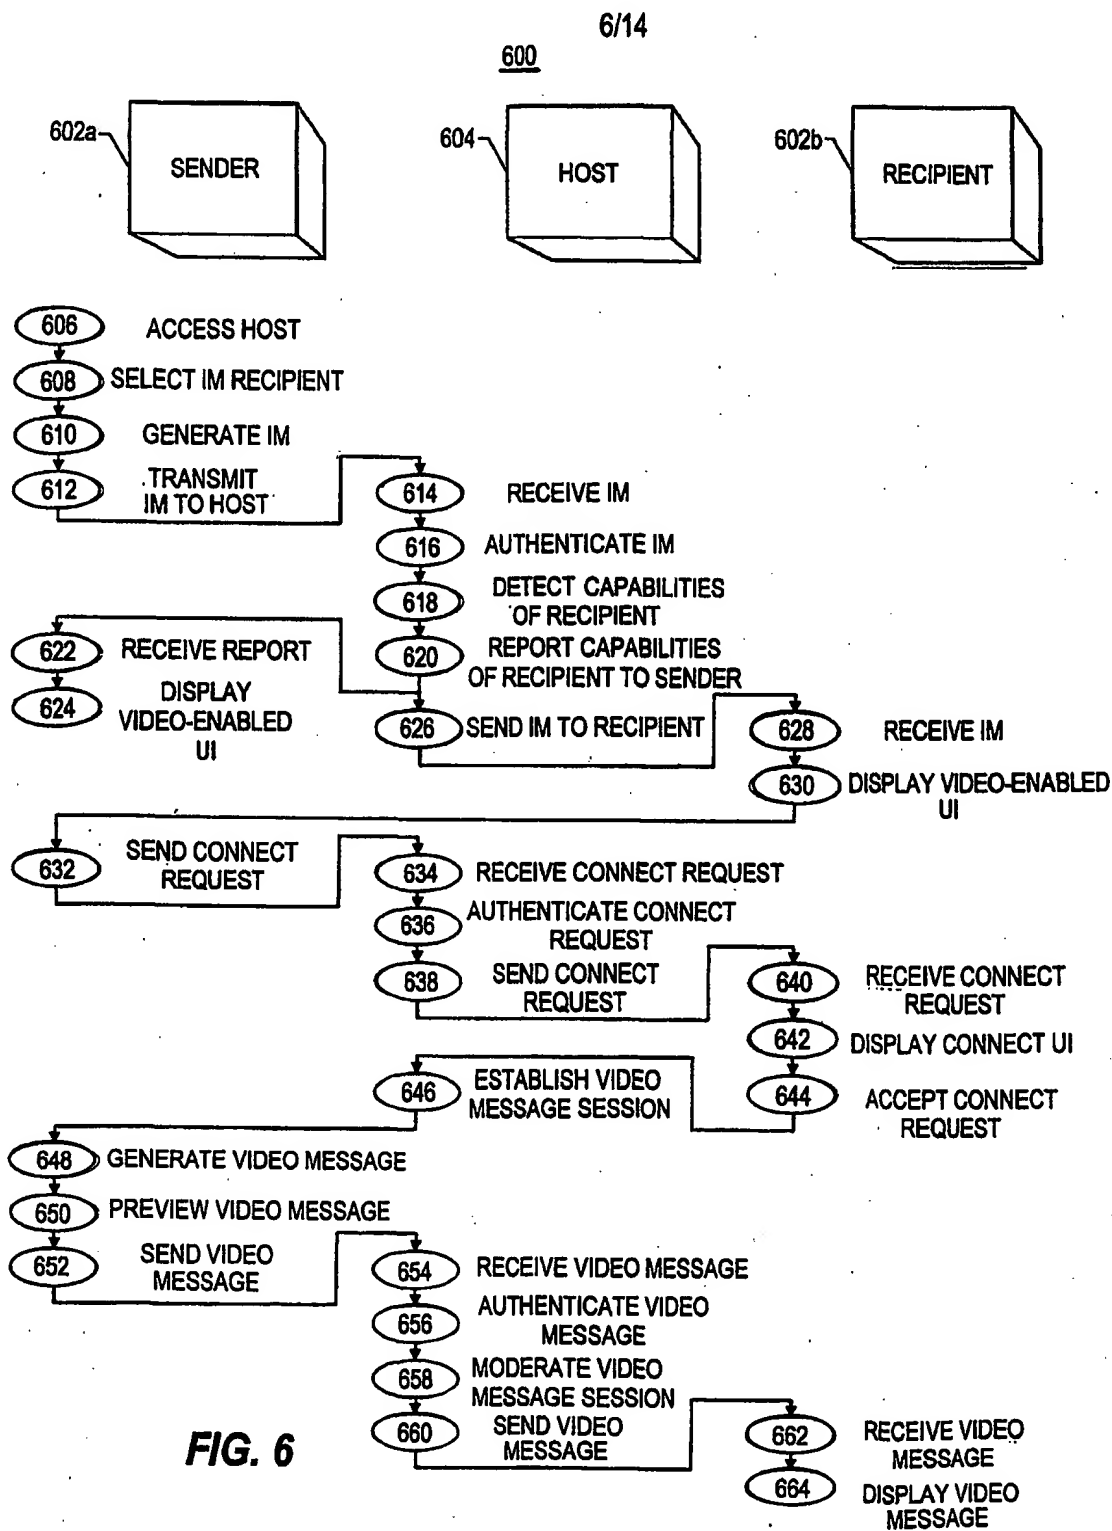 6/14
600
602a
SENDER
604
HOST
602b
RECIPIENT
606
ACCESS HOST
608
SELECT IM RECIPIENT
610
GENERATE IM
612
TRANSMIT
IM TO HOST
614
RECEIVE IM
616
AUTHENTICATE IM
618
DETECT CAPABILITIES
OF RECIPIENT
620
REPORT CAPABILITIES
OF RECIPIENT TO SENDER
622
RECEIVE REPORT
624
DISPLAY
VIDEO-ENABLED
UI
626
SEND IM TO RECIPIENT
628
RECEIVE IM
630
DISPLAY VIDEO-ENABLED
UI
632
SEND CONNECT
REQUEST
634
RECEIVE CONNECT REQUEST
636
AUTHENTICATE CONNECT
REQUEST
638
SEND CONNECT
REQUEST
640
RECEIVE CONNECT
REQUEST
642
DISPLAY CONNECT UI
644
ACCEPT CONNECT
REQUEST
646
ESTABLISH VIDEO
MESSAGE SESSION
648
GENERATE VIDEO MESSAGE
650
PREVIEW VIDEO MESSAGE
652
SEND VIDEO
MESSAGE
654
RECEIVE VIDEO MESSAGE
656
AUTHENTICATE VIDEO
MESSAGE
658
MODERATE VIDEO
MESSAGE SESSION
660
SEND VIDEO
MESSAGE
662
RECEIVE VIDEO
MESSAGE
664
DISPLAY VIDEO
MESSAGE
FIG. 6